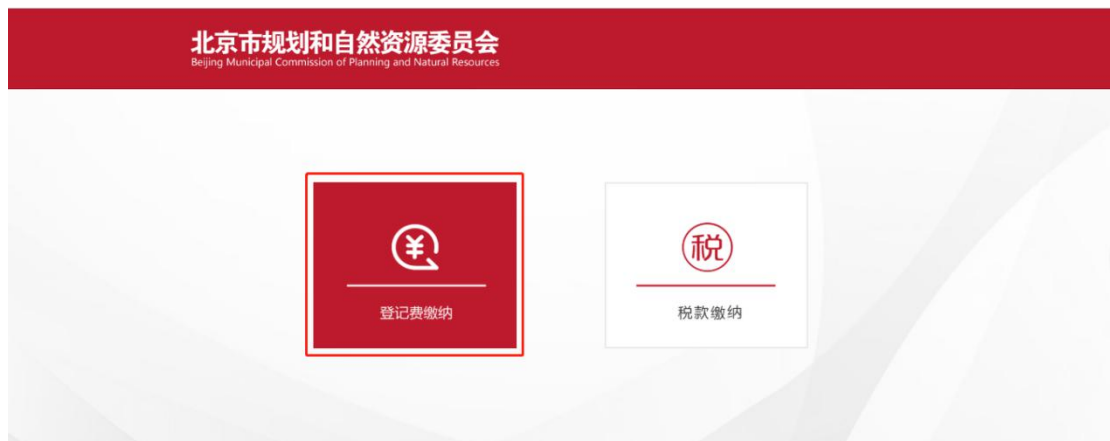 北京市规划和自然资源委员会
Beijing Municipal Commission of Planning and Natural Resources
¥
税
登记费缴纳
税款缴纳